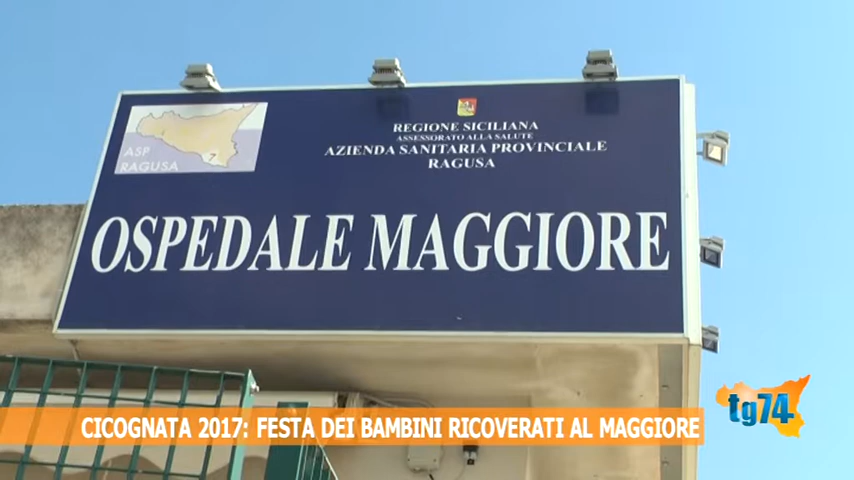 REGIONE SICILIANA
ASSESSORATO ALLA SALUTE
AZIENDA SANITARIA PROVINCIALE
RAGUSA
7
ASP
RAGUSA
OSPEDALE MAGGIORE
CICOGNATA 2017: FESTA DEI BAMBINI RICOVERATI AL MAGGIORE
tg74